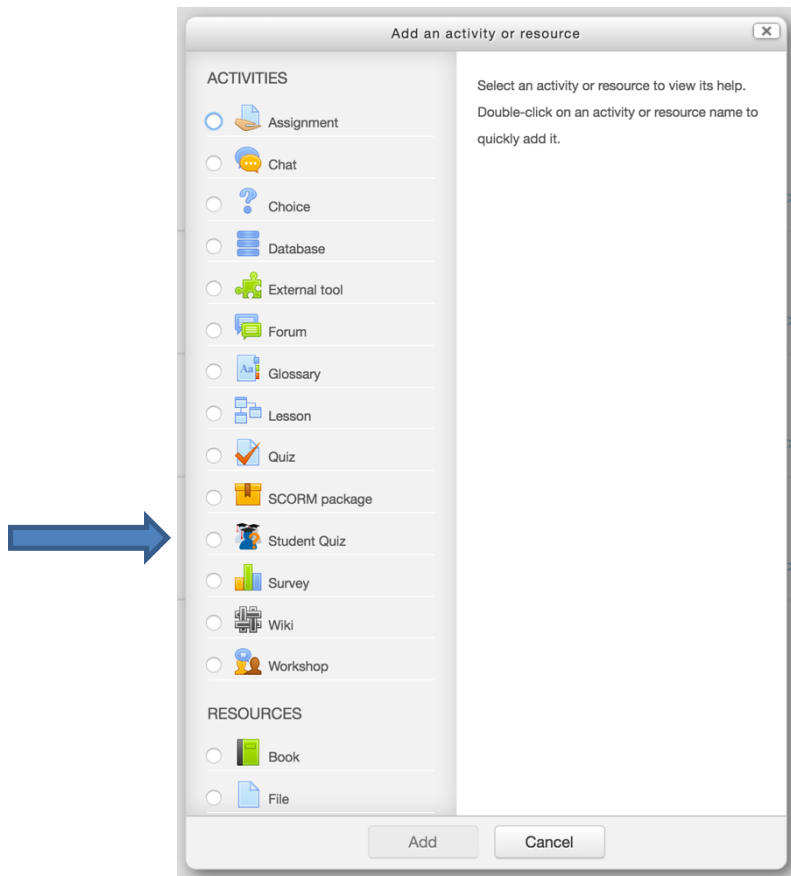 Add an activity or resource
ACTIVITIES
Assignment
Chat
Choice
Database
External tool
Forum
Aa
Glossary
Lesson
Quiz
SCORM package
Student Quiz
Survey
Wiki
Workshop
RESOURCES
Book
File
Select an activity or resource to view its help.
Double-click on an activity or resource name to
quickly add it.
Add
Cancel